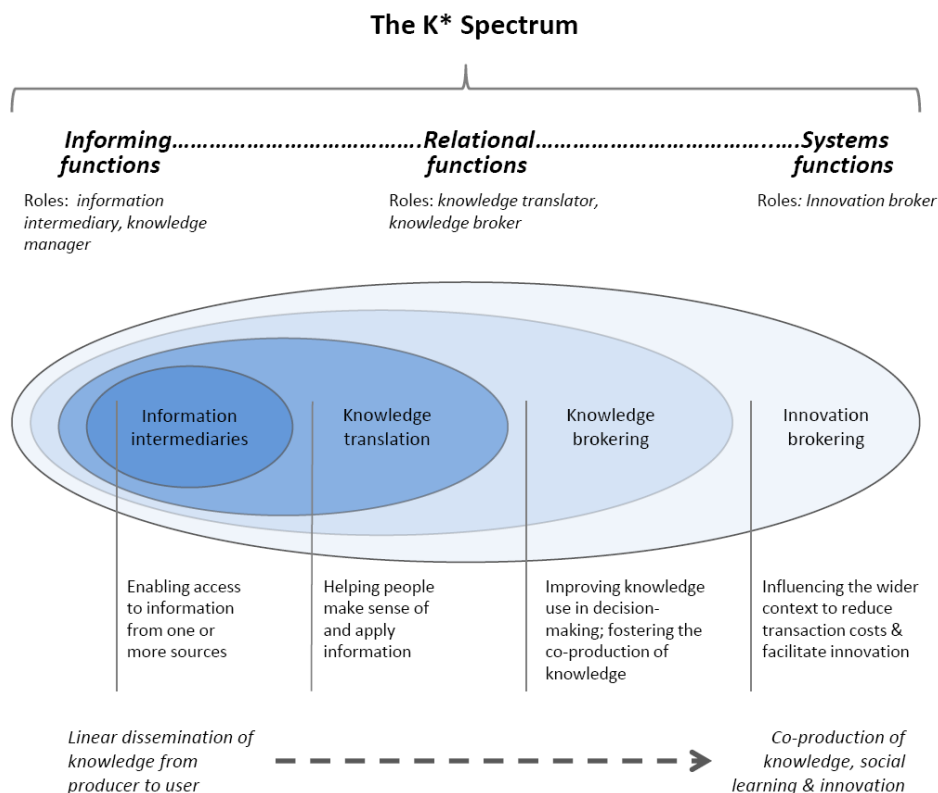 The K* Spectrum
Informing……………………………….Relational…………………………..….Systems
functions functions functions
Roles: information
intermediary, knowledge
manager
Roles: knowledge translator,
knowledge broker
Roles: Innovation broker
Information
intermediaries
Knowledge
translation
Knowledge
brokering
Innovation
brokering
Enabling access
to information
from one or
more sources
Helping people
make sense of
and apply
information
Improving knowledge
use in decision-
making; fostering the
co-production of
knowledge
Influencing the wider
context to reduce
transaction costs &
facilitate innovation
Linear dissemination of
knowledge from
producer to user
Co-production of
knowledge, social
learning & innovation